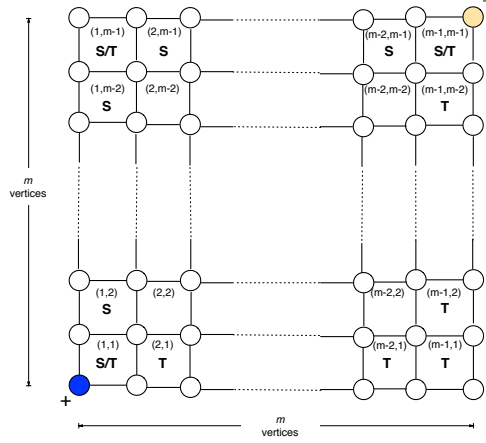 (1,m-1) (2,m-1) (m-2,m-1) (m-1,m-1)
S/T S S S/T
(1,m-2) (2,m-2) (m-2,m-2) (m-1,m-2)
S T
m
vertices
(1,2) (2,2) (m-2,2) (m-1,2)
S T
(1,1) (2,1) (m-2,1) (m-1,1)
S/T T T T
+
m
vertices